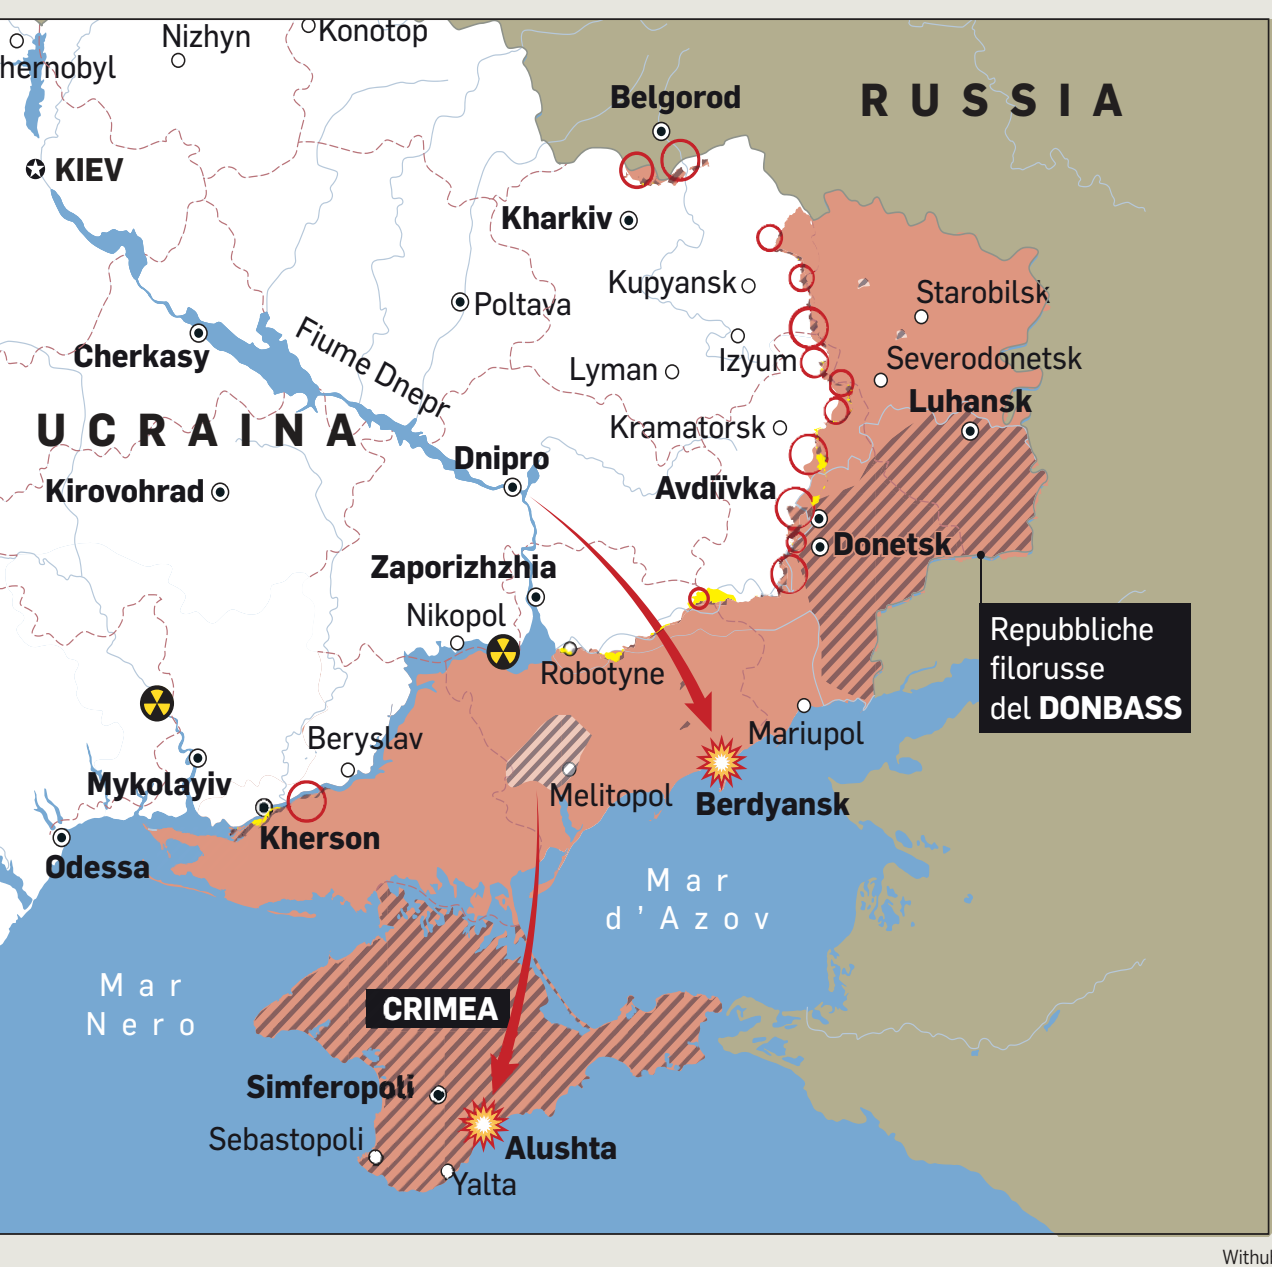 Nizhyn
Konotop
hernobyl
Belgorod
RUSSIA
KIEV
Kharkiv
Kupyansk
Starobilsk
Poltava
Fiume Dnepr
Cherkasy
Izyum
Severodonetsk
Lyman
Luhansk
UCRAINA
Kramatorsk
Dnipro
Kirovohrad
Avdiïvka
Donetsk
Zaporizhzhia
Nikopol
Repubbliche
filorusse
del DONBASS
Robotyne
Mariupol
Beryslav
Mykolayiv
Melitopol
Berdyansk
Kherson
Odessa
Mar
d'Azov
Mar
Nero
CRIMEA
Simferopoli
Sebastopoli
Alushta
Yalta